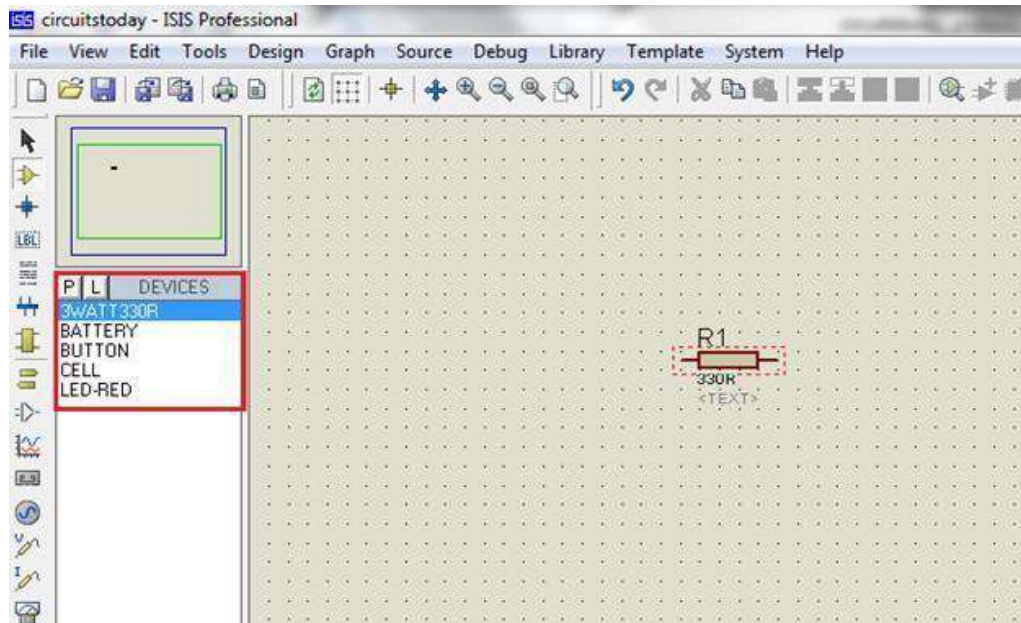 ISIS circuitstoday - ISIS Professional
File View Edit Tools Design Graph Source Debug Library Template System Help
LBL
P L DEVICES
3WATT330R
BATTERY
BUTTON
CELL
LED-RED
R1
330R
<TEXT>
V
I